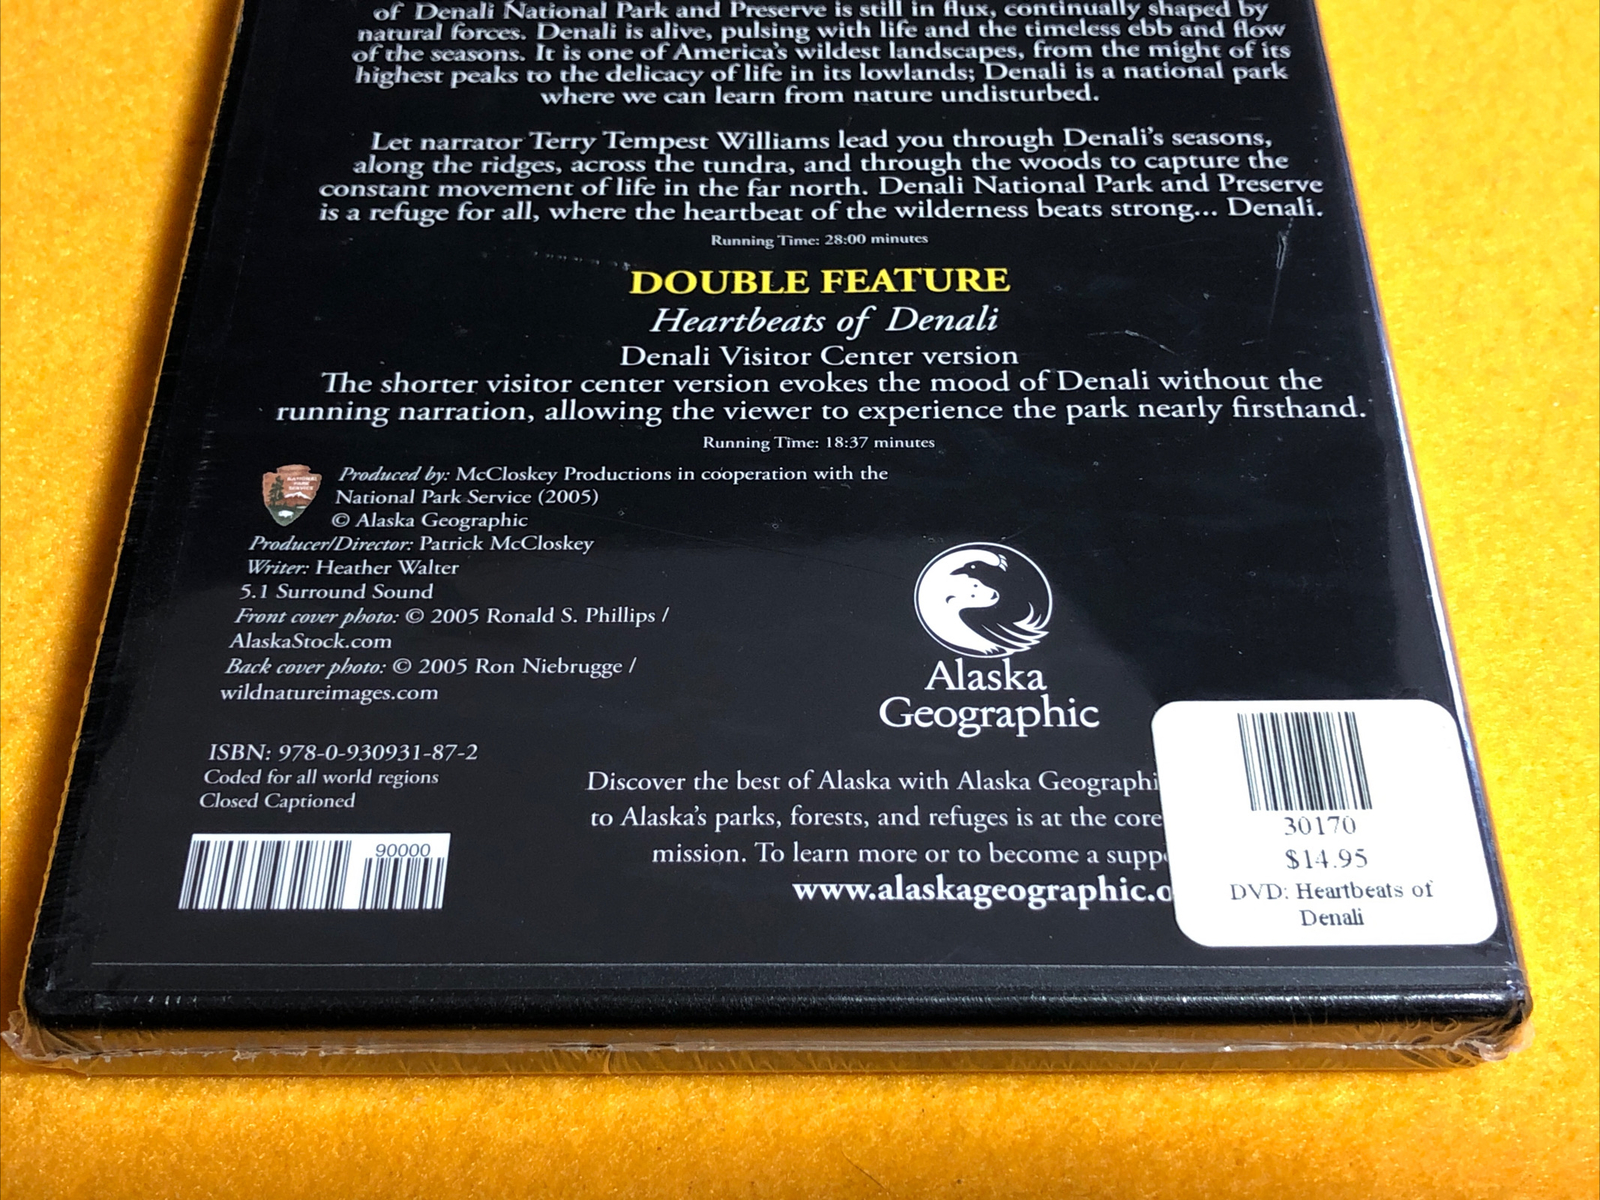 of Denali National Park and Preserve is still in flux, continually shaped by
natural forces. Denali is alive, pulsing with life and the timeless ebb and flow
of the seasons. It is one of America's wildest landscapes, from the might of its
highest peaks to the delicacy of life in its lowlands; Denali is a national park
where we can learn from nature undisturbed.
Let narrator Terry Tempest Williams lead you through Denali's seasons,
along the ridges, across the tundra, and through the woods to capture the
constant movement of life in the far north. Denali National Park and Preserve
is a refuge for all, where the heartbeat of the wilderness beats strong... Denali.
Running Time: 28:00 minutes
DOUBLE FEATURE
Heartbeats of Denali
Denali Visitor Center version
The shorter visitor center version evokes the mood of Denali without the
running narration, allowing the viewer to experience the park nearly firsthand.
Running Time: 18:37 minutes
NATIONAL
PARK
SERVICE
Produced by: McCloskey Productions in cooperation with the
National Park Service (2005)
© Alaska Geographic
Producer/Director: Patrick McCloskey
Writer: Heather Walter
5.1 Surround Sound
Front cover photo: © 2005 Ronald S. Phillips /
AlaskaStock.com
Back cover photo: © 2005 Ron Niebrugge /
wildnatureimages.com
ISBN: 978-0-930931-87-2
Coded for all world regions
Closed Captioned
90000
Alaska
Geographic
Discover the best of Alaska with Alaska Geographi
to Alaska's parks, forests, and refuges is at the core
mission. To learn more or to become a supp
www.alaskageographic.o
30170
$14.95
DVD: Heartbeats of
Denali